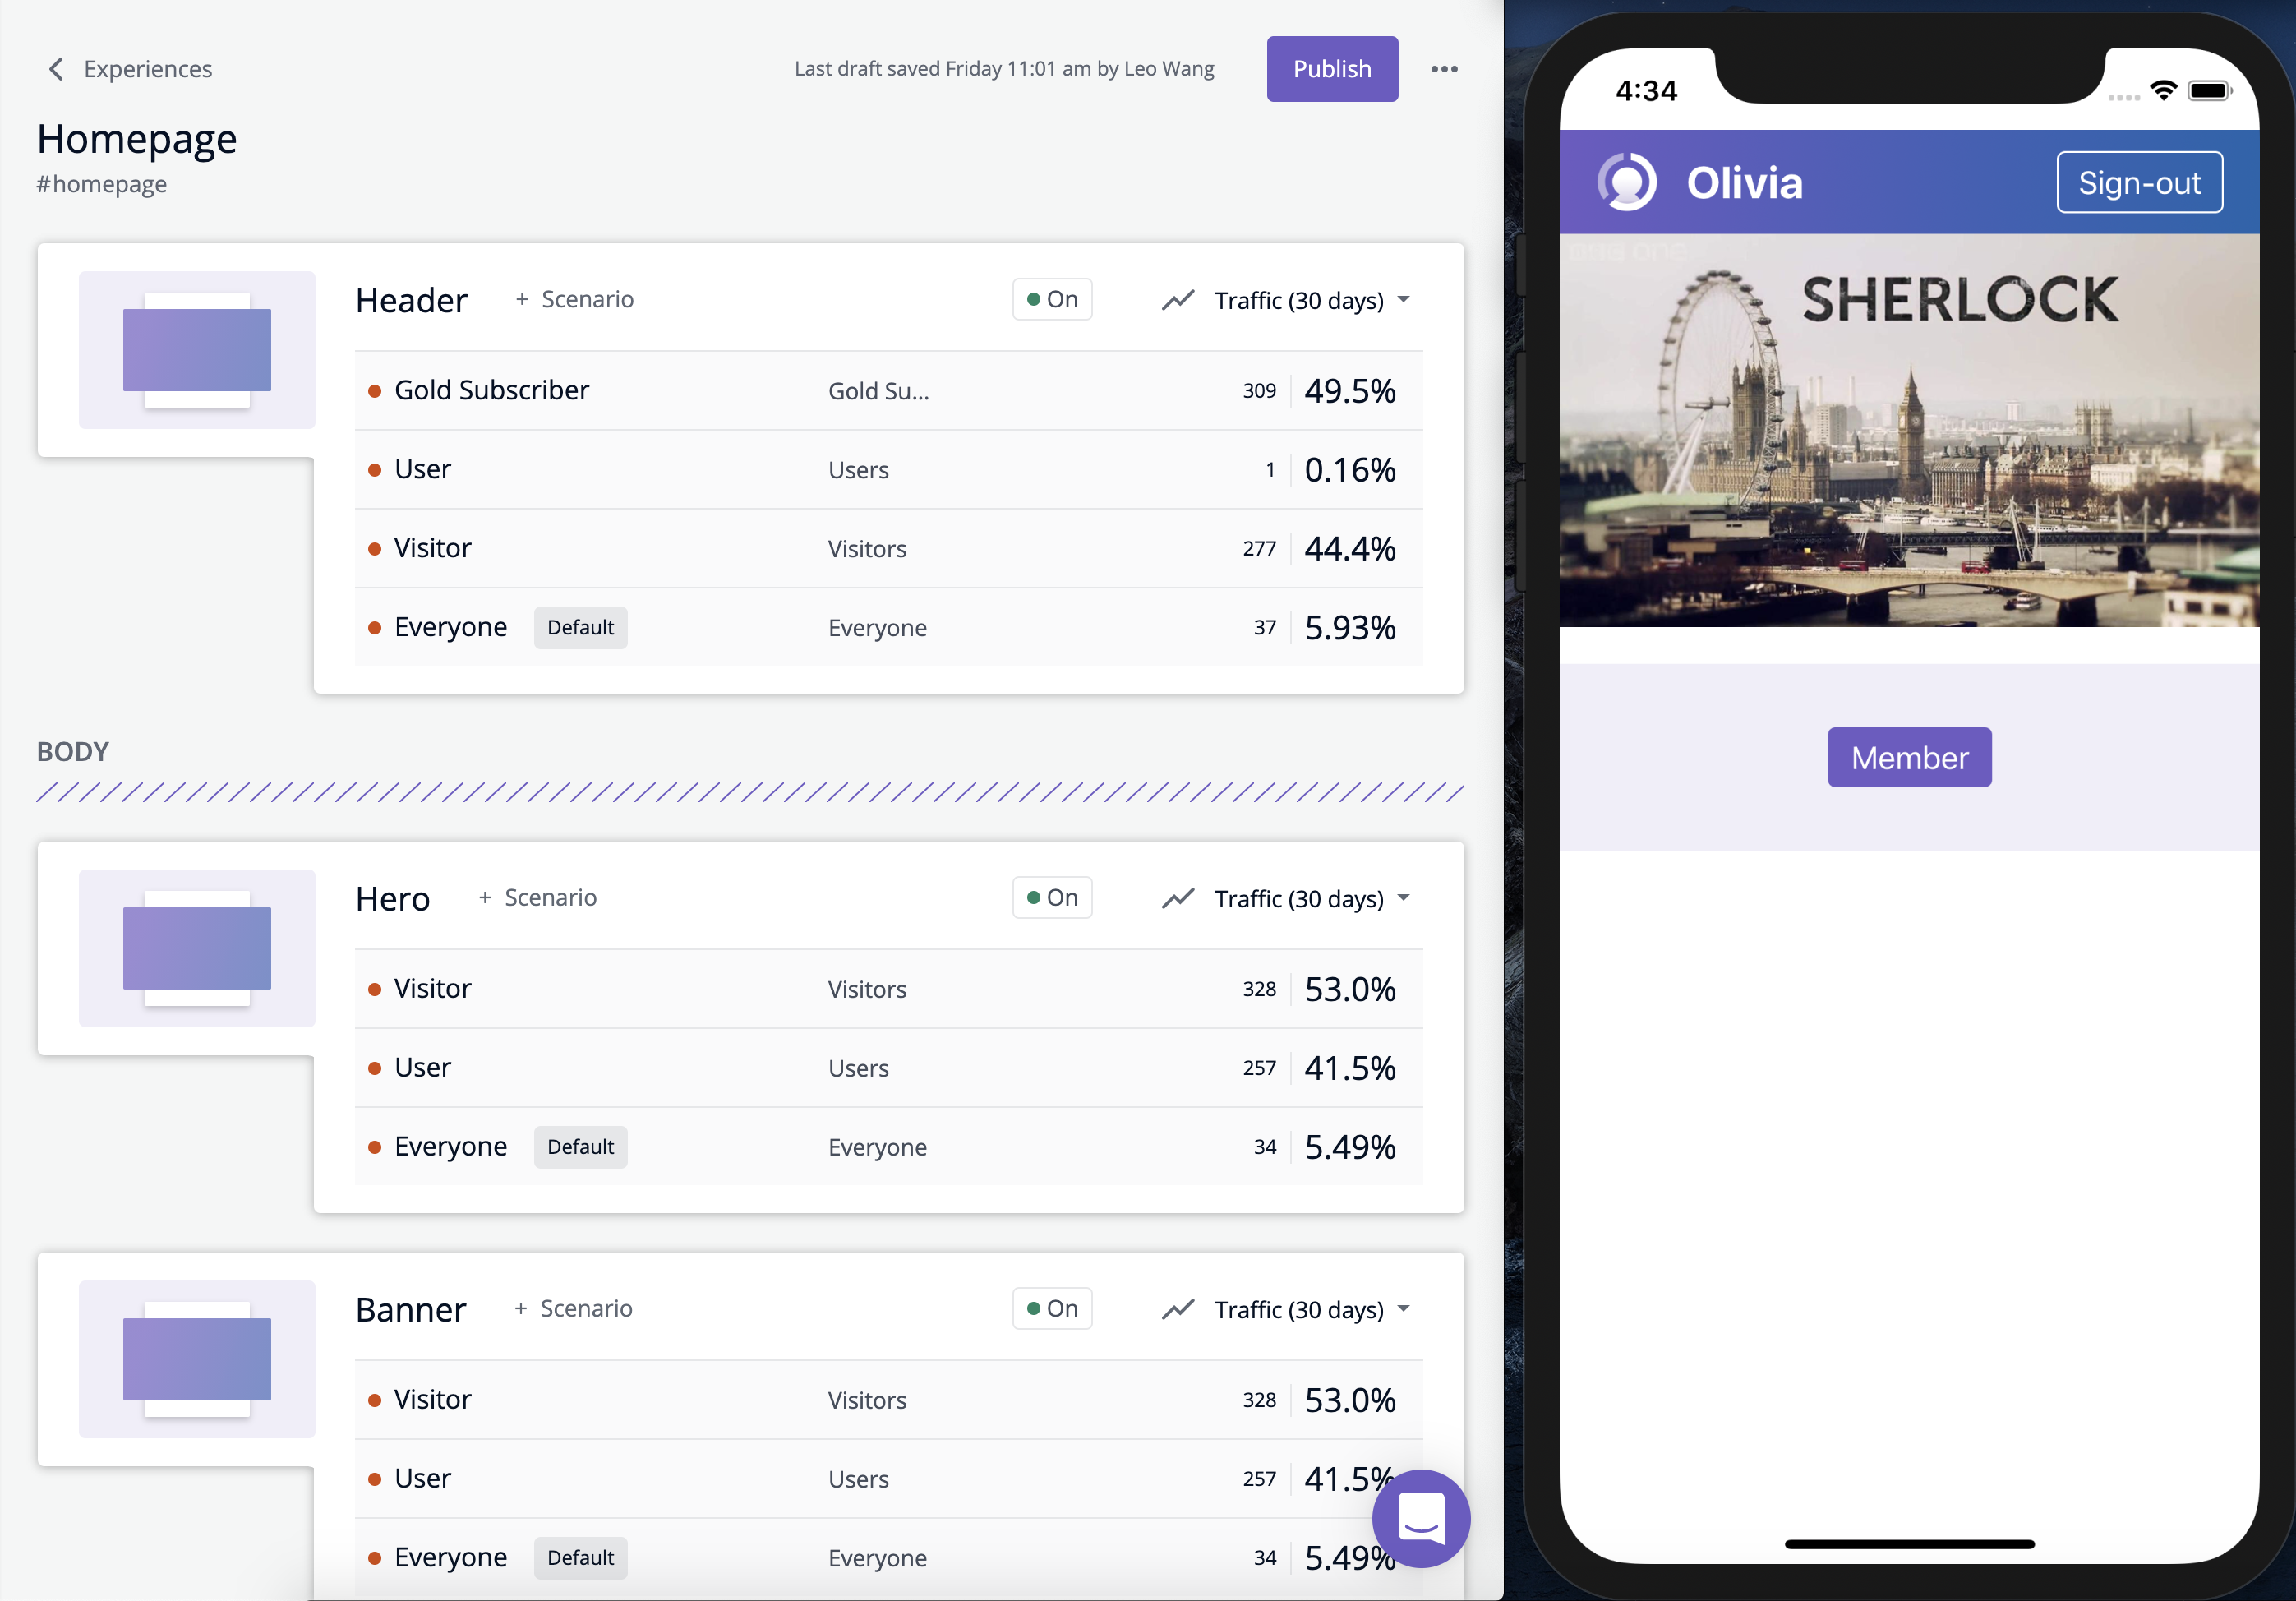 Experiences
Last draft saved Friday 11:01 am by Leo Wang
Publish
Homepage
#homepage
Header
+ Scenario
On
Traffic (30 days)
Gold Subscriber
Gold Su...
309
49.5%
User
Users
1
0.16%
Visitor
Visitors
277
44.4%
Everyone
Default
Everyone
37
5.93%
BODY
Hero
+ Scenario
On
Traffic (30 days)
Visitor
Visitors
328
53.0%
User
Users
257
41.5%
Everyone
Default
Everyone
34
5.49%
Banner
+ Scenario
On
Traffic (30 days)
Visitor
Visitors
328
53.0%
User
Users
257
41.5%
Everyone
Default
Everyone
34
5.49%
4:34
Olivia
Sign-out
SHERLOCK
Member